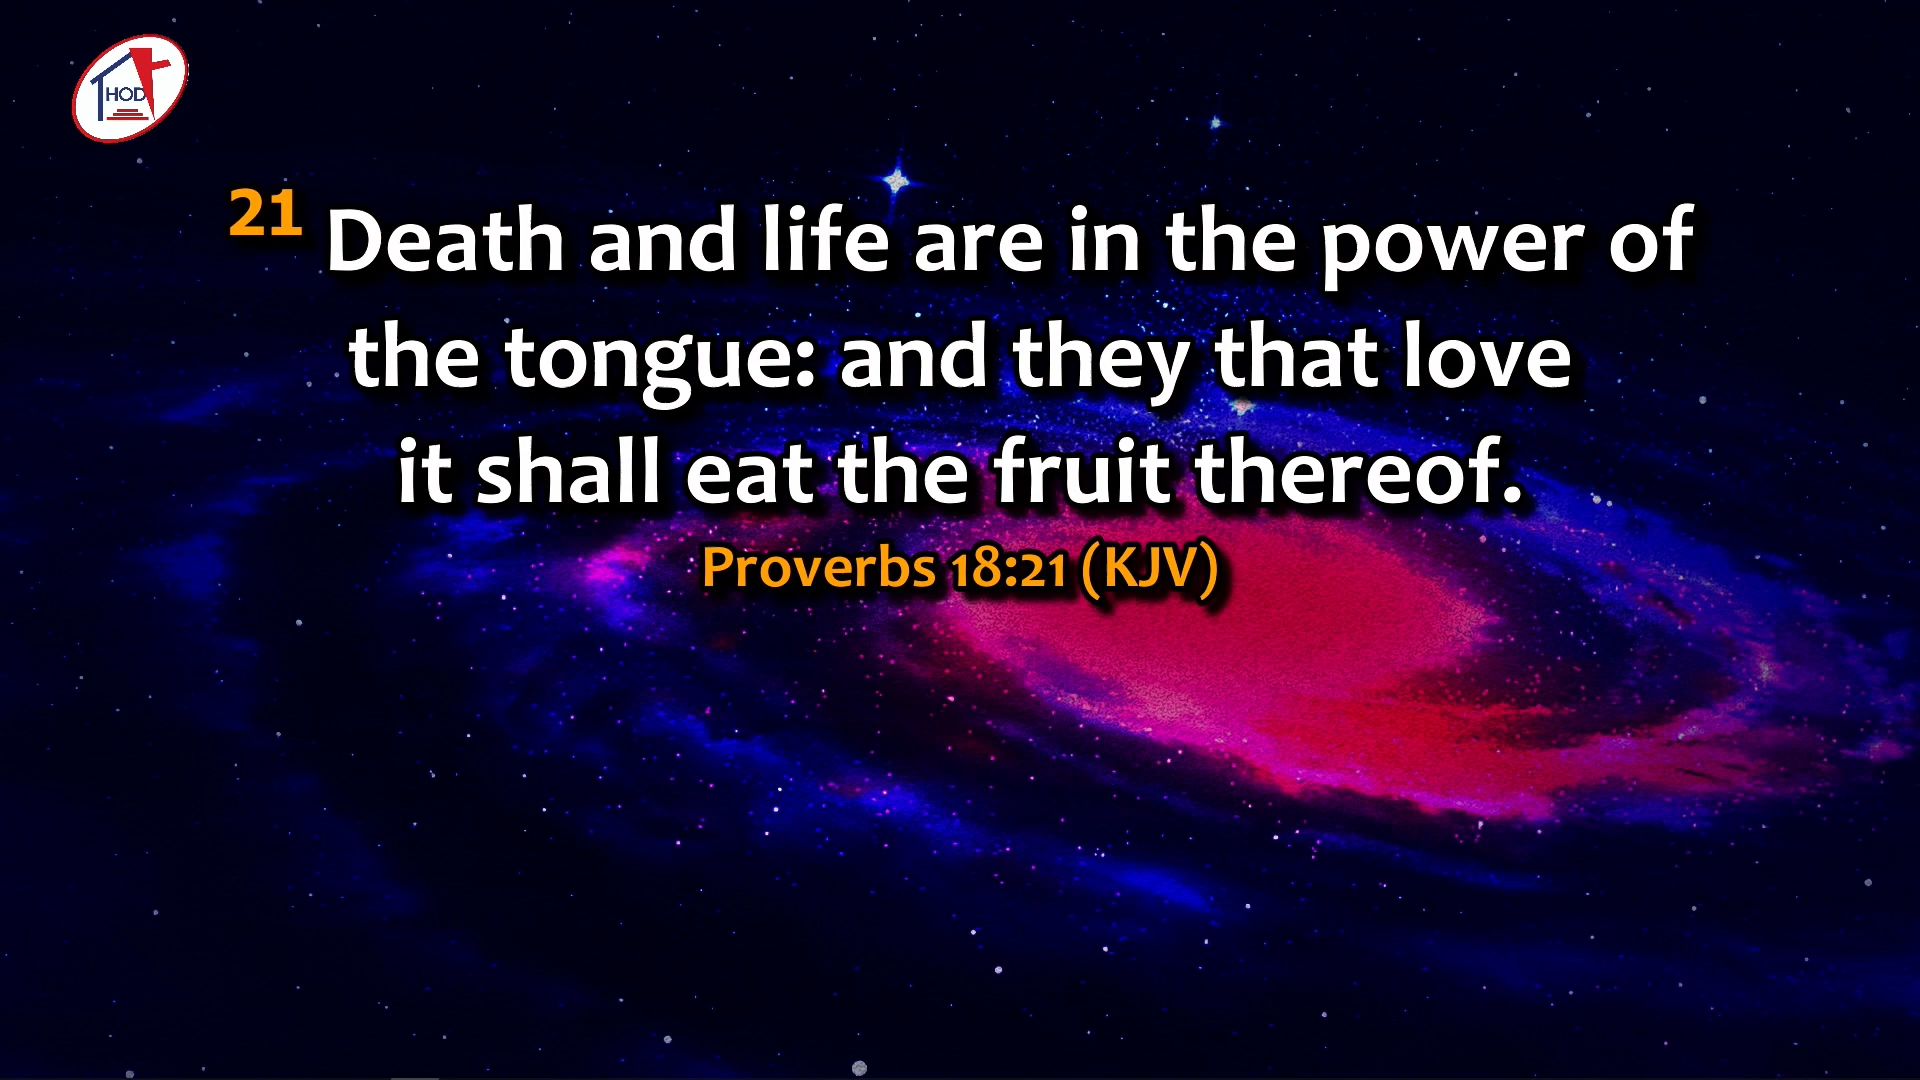 HOD
21 Death and life are in the power of
the tongue: and they that love
it shall eat the fruit thereof.
Proverbs 18:21 (KJV)